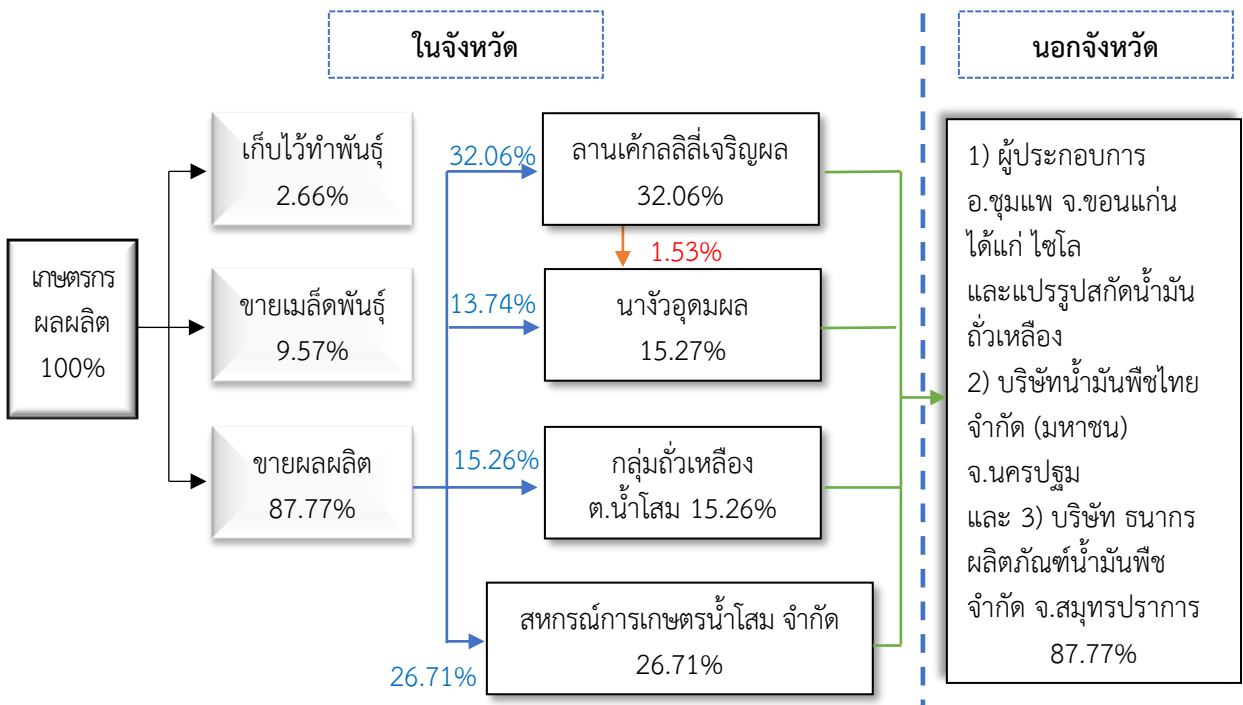 ในจังหวัด
นอกจังหวัด
เกษตรกร
ผลผลิต
100%
เก็บไว้ทำพันธุ์
2.66%
ขายเมล็ดพันธุ์
9.57%
ขายผลผลิต
87.77%
32.06%
13.74%
15.26%
26.71%
ลานเค้กลลิลี่เจริญผล
32.06%
1.53%
นางัวอุดมผล
15.27%
กลุ่มถั่วเหลือง
ต.น้ำโสม 15.26%
สหกรณ์การเกษตรน้ำโสม จำกัด
26.71%
1) ผู้ประกอบการ
อ.ชุมแพ จ.ขอนแก่น
ได้แก่ ไซโล
และแปรรูปสกัดน้ำมัน
ถั่วเหลือง
2) บริษัทน้ำมันพืชไทย
จำกัด (มหาชน)
จ.นครปฐม
และ 3) บริษัท ธนากร
ผลิตภัณฑ์น้ำมันพืช
จำกัด จ.สมุทรปราการ
87.77%